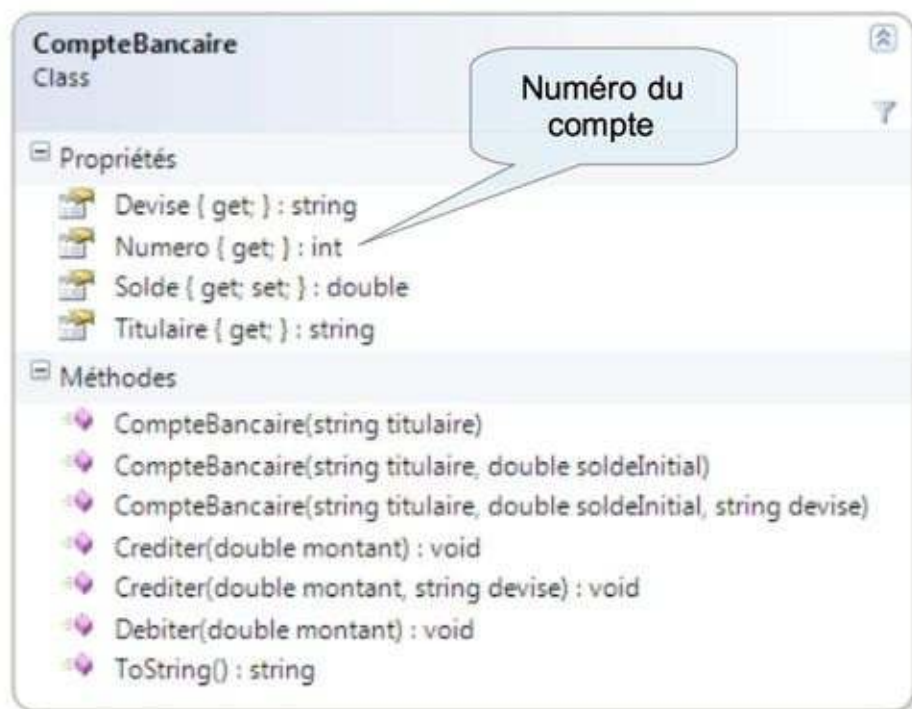 CompteBancaire
Class
Numéro du
compte
Propriétés
Devise { get; } : string
Numero { get; } : int
Solde { get; set; } : double
Titulaire { get; } : string
Méthodes
CompteBancaire(string titulaire)
CompteBancaire(string titulaire, double soldeInitial)
CompteBancaire(string titulaire, double soldeInitial, string devise)
Crediter(double montant) : void
Crediter(double montant, string devise) : void
Debiter(double montant) : void
ToString() : string